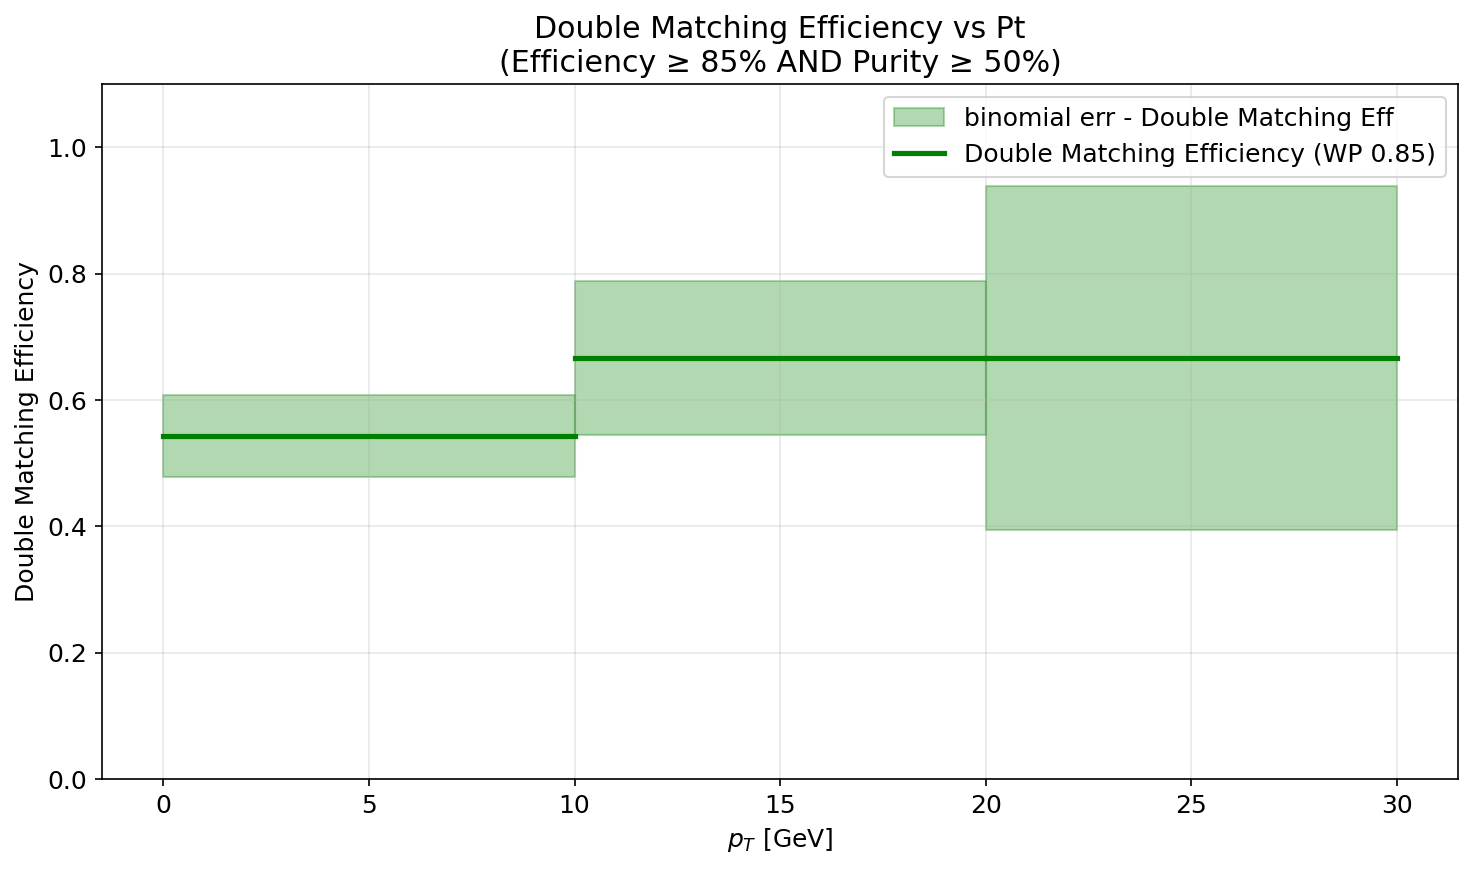 Double Matching Efficiency vs Pt
(Efficiency ≥ 85% AND Purity ≥ 50%)
binomial err - Double Matching Eff
Double Matching Efficiency (WP 0.85)
Double Matching Efficiency
1.0
0.8
0.6
0.4
0.2
0.0
0 5 10 15 20 25 30
p_T [GeV]